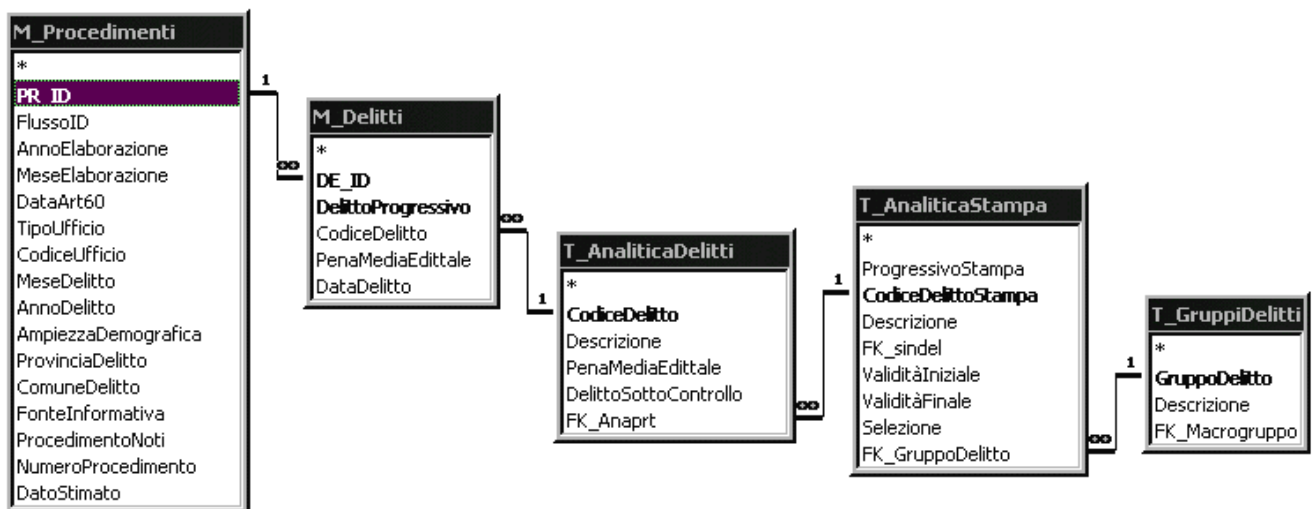 M_Procedimenti
*
PR_ID
FlussoID
AnnoElaborazione
MeseElaborazione
DataArt60
TipoUfficio
CodiceUfficio
MeseDelitto
AnnoDelitto
AmpiezzaDemografica
ProvinciaDelitto
ComuneDelitto
FonteInformativa
ProcedimentoNoti
NumeroProcedimento
DatoStimato
1
∞
M_Delitti
*
DE_ID
DelittoProgressivo
CodiceDelitto
PenaMediaEdittale
DataDelitto
∞
1
T_AnaliticaDelitti
*
CodiceDelitto
Descrizione
PenaMediaEdittale
DelittoSottoControllo
FK_Anaprt
∞
1
T_AnaliticaStampa
*
ProgressivoStampa
CodiceDelittoStampa
Descrizione
FK_sindel
ValiditàIniziale
ValiditàFinale
Selezione
FK_GruppoDelitto
∞
1
T_GruppiDelitti
*
GruppoDelitto
Descrizione
FK_Macrogruppo